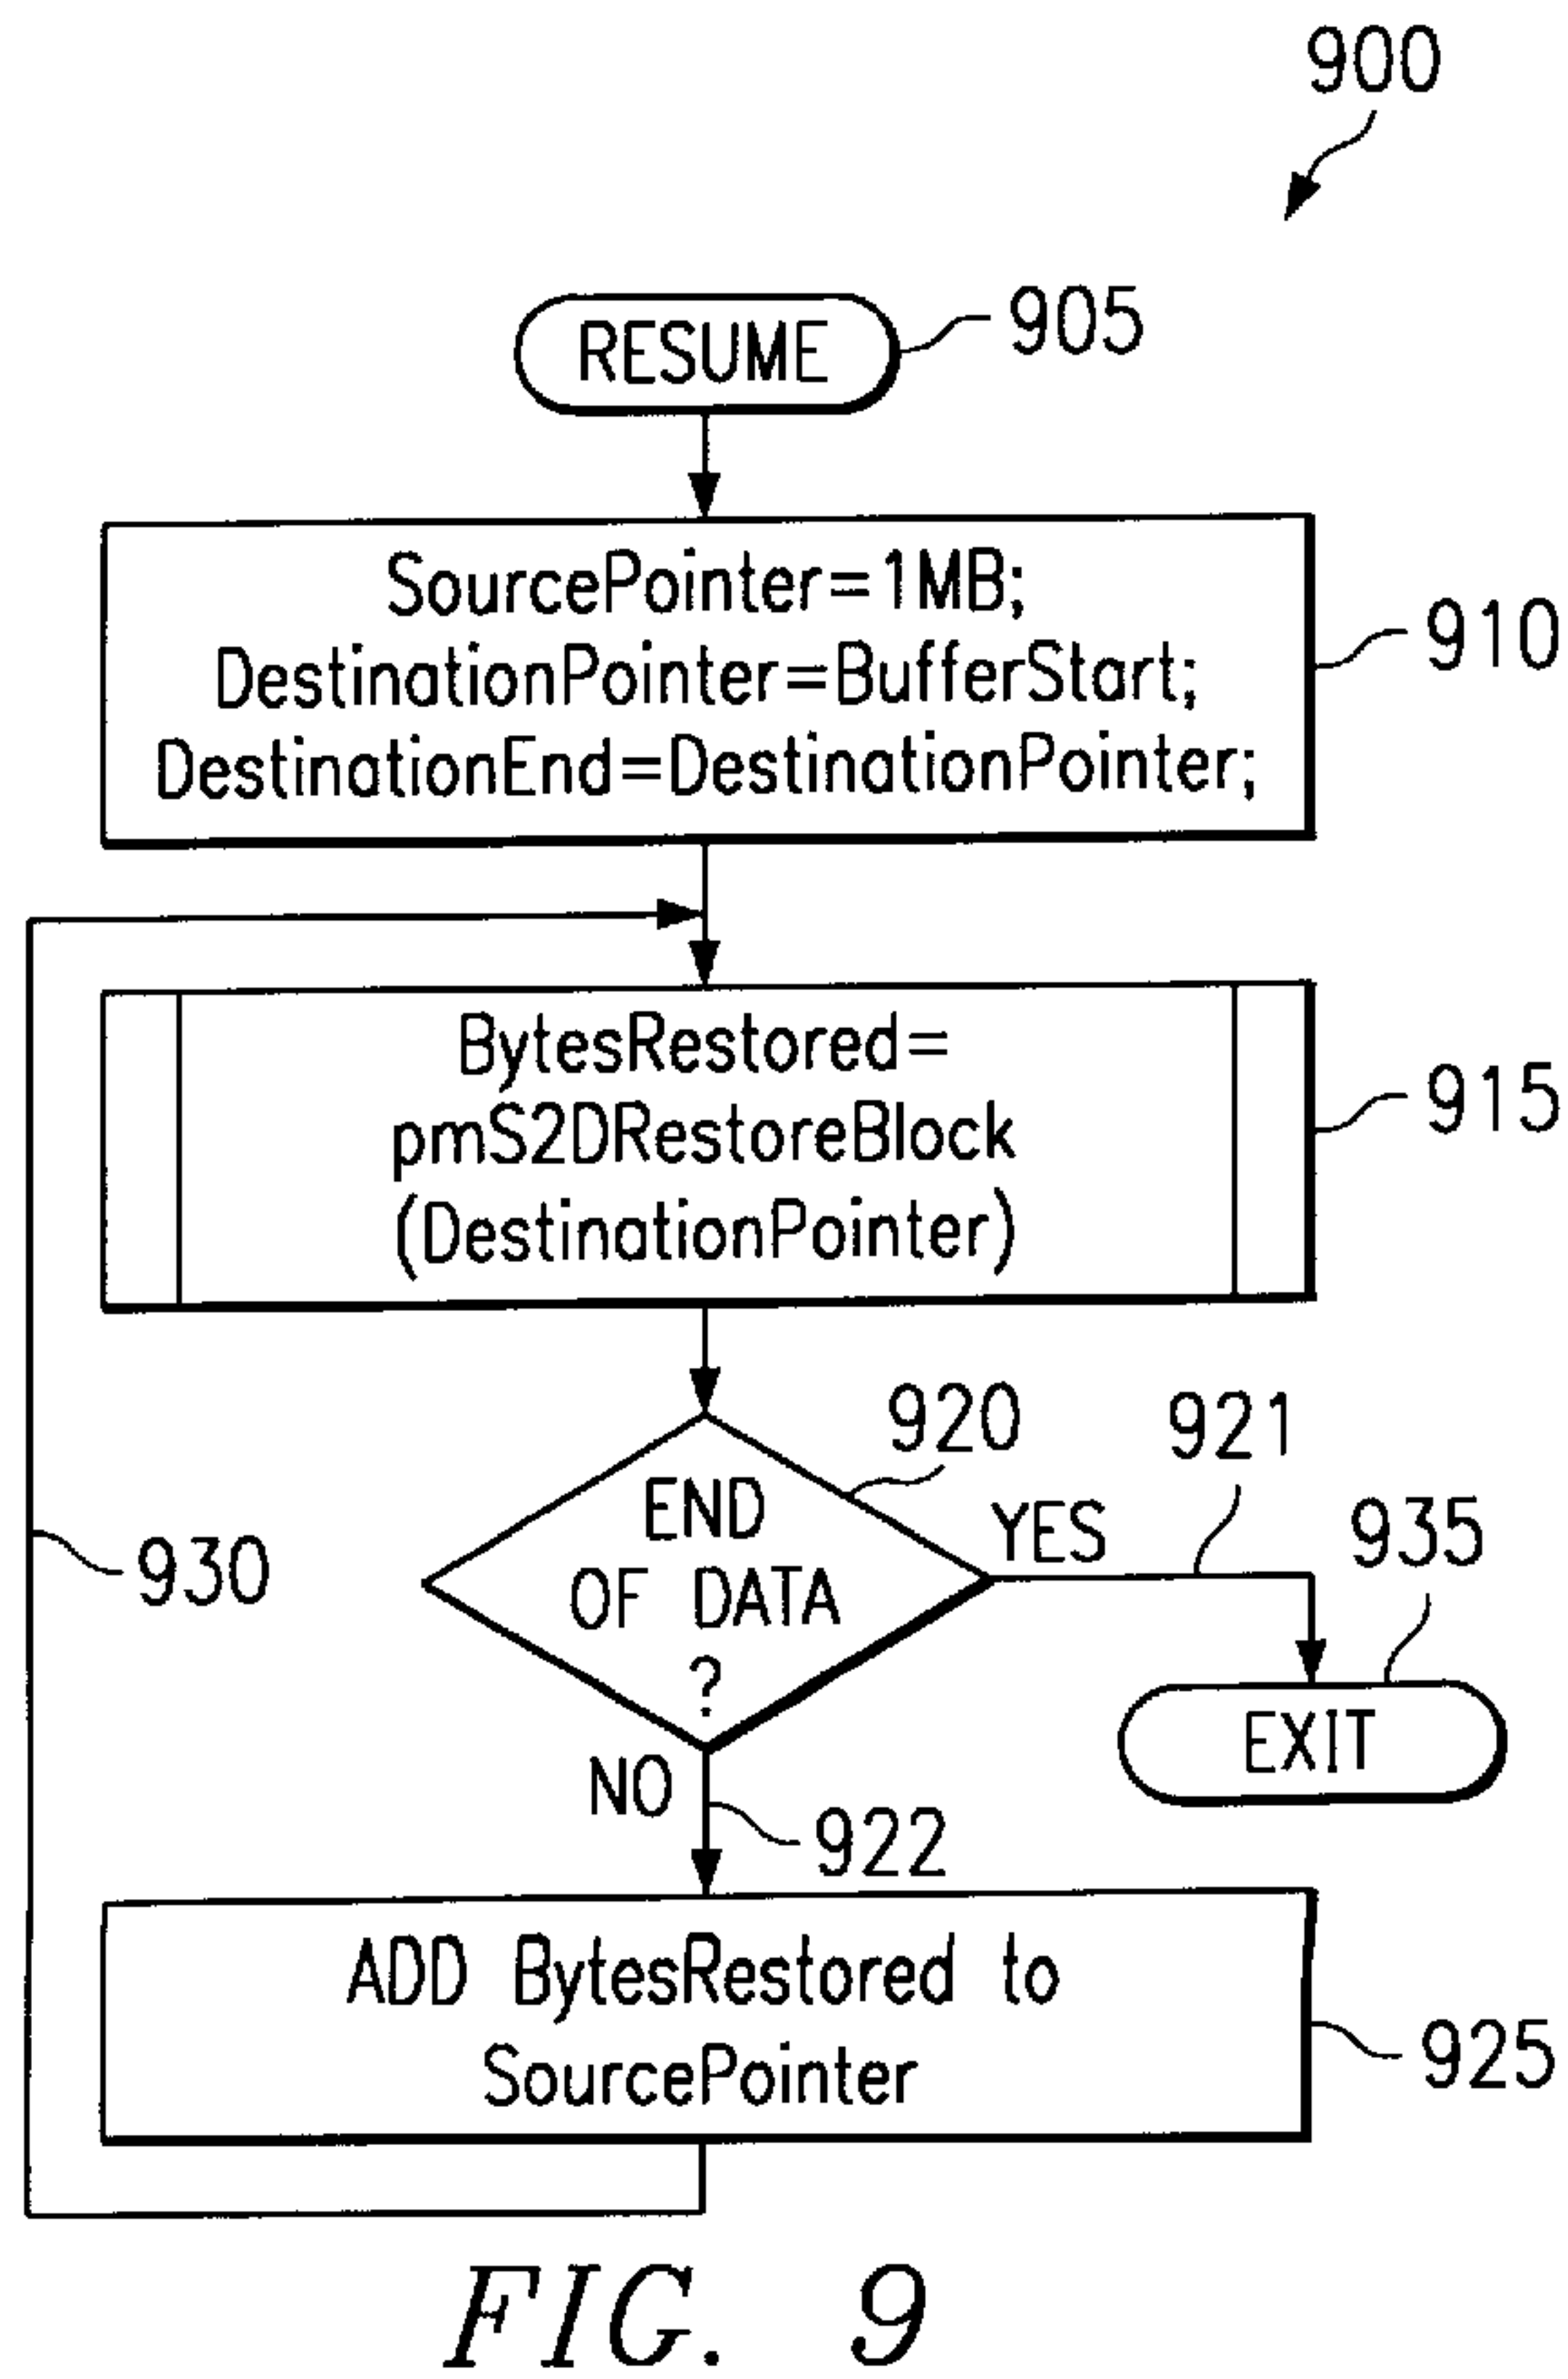 900
RESUME
905
SourcePointer=1MB;
DestinationPointer=BufferStart;
DestinationEnd=DestinationPointer;
910
BytesRestored=
pmS2DRestoreBlock
(DestinationPointer)
915
920
921
END
OF DATA
?
YES
935
930
EXIT
NO
922
ADD BytesRestored to
SourcePointer
925
FIG. 9